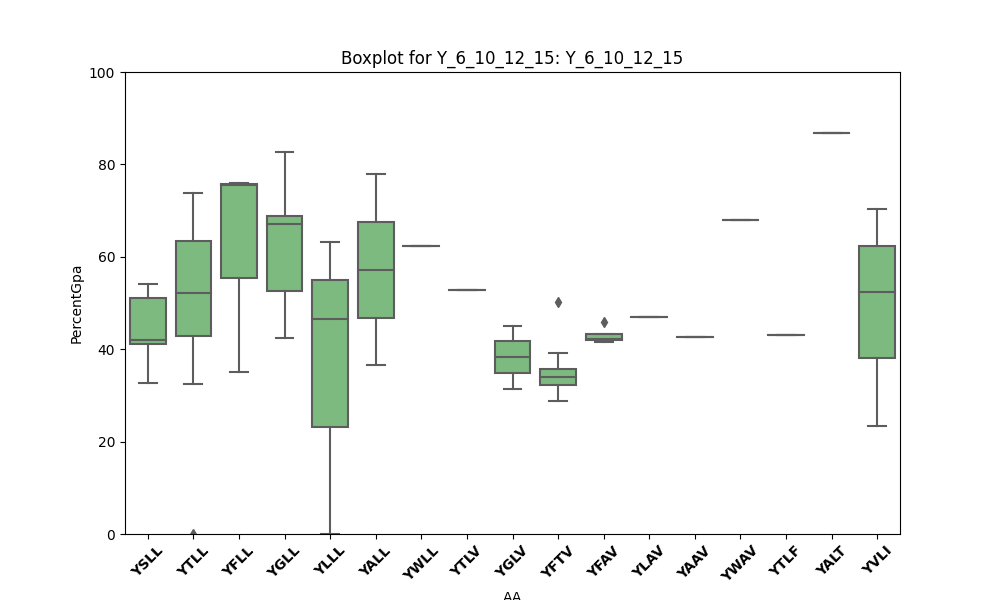 Boxplot for Y_6_10_12_15: Y_6_10_12_15
100
80
60
40
20
0
PercentGpa
YSLL YTLL YFLL YGLL YLLL YALL YWLL YTLV YGLV YFTV YFAV YLAV YAAV YWAV YTLF YALT YVLI
AA